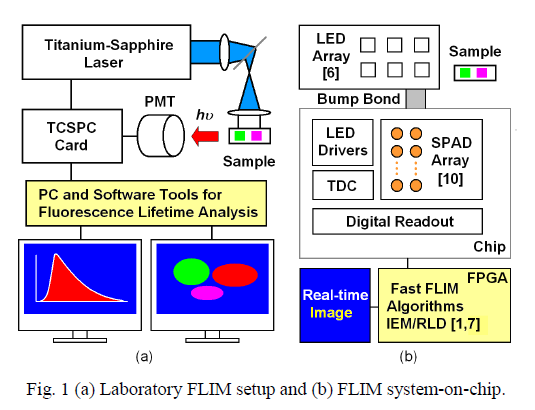 Titanium-Sapphire
Laser
TCSPC
Card
PMT
hυ
Sample
PC and Software Tools for
Fluorescence Lifetime Analysis
(a)
LED
Array
[6]
Sample
Bump Bond
LED
Drivers
TDC
SPAD
Array
[10]
Digital Readout
Chip
Real-time
Image
FPGA
Fast FLIM
Algorithms
IEM/RLD [1,7]
(b)
Fig. 1 (a) Laboratory FLIM setup and (b) FLIM system-on-chip.